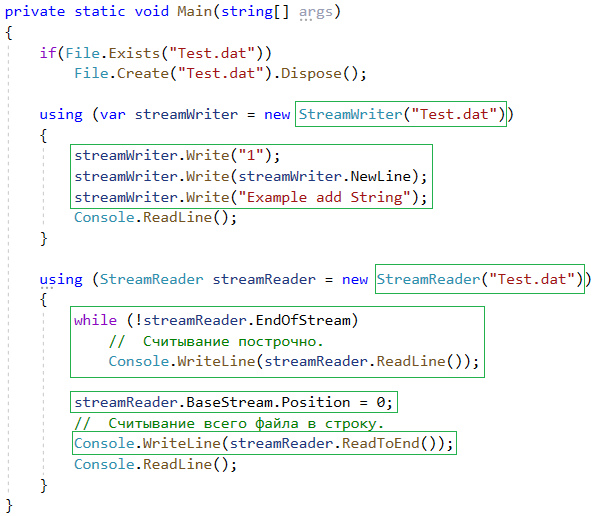 private static void Main(string[] args)
{
if(File.Exists("Test.dat"))
File.Create("Test.dat").Dispose();
using (var streamWriter = new StreamWriter("Test.dat"))
{
streamWriter.Write("1");
streamWriter.Write(streamWriter.NewLine);
streamWriter.Write("Example add String");
Console.ReadLine();
}
using (StreamReader streamReader = new StreamReader("Test.dat"))
{
while (!streamReader.EndOfStream)
// Считывание построчно.
Console.WriteLine(streamReader.ReadLine());
streamReader.BaseStream.Position = 0;
// Считывание всего файла в строку.
Console.WriteLine(streamReader.ReadToEnd());
Console.ReadLine();
}
}